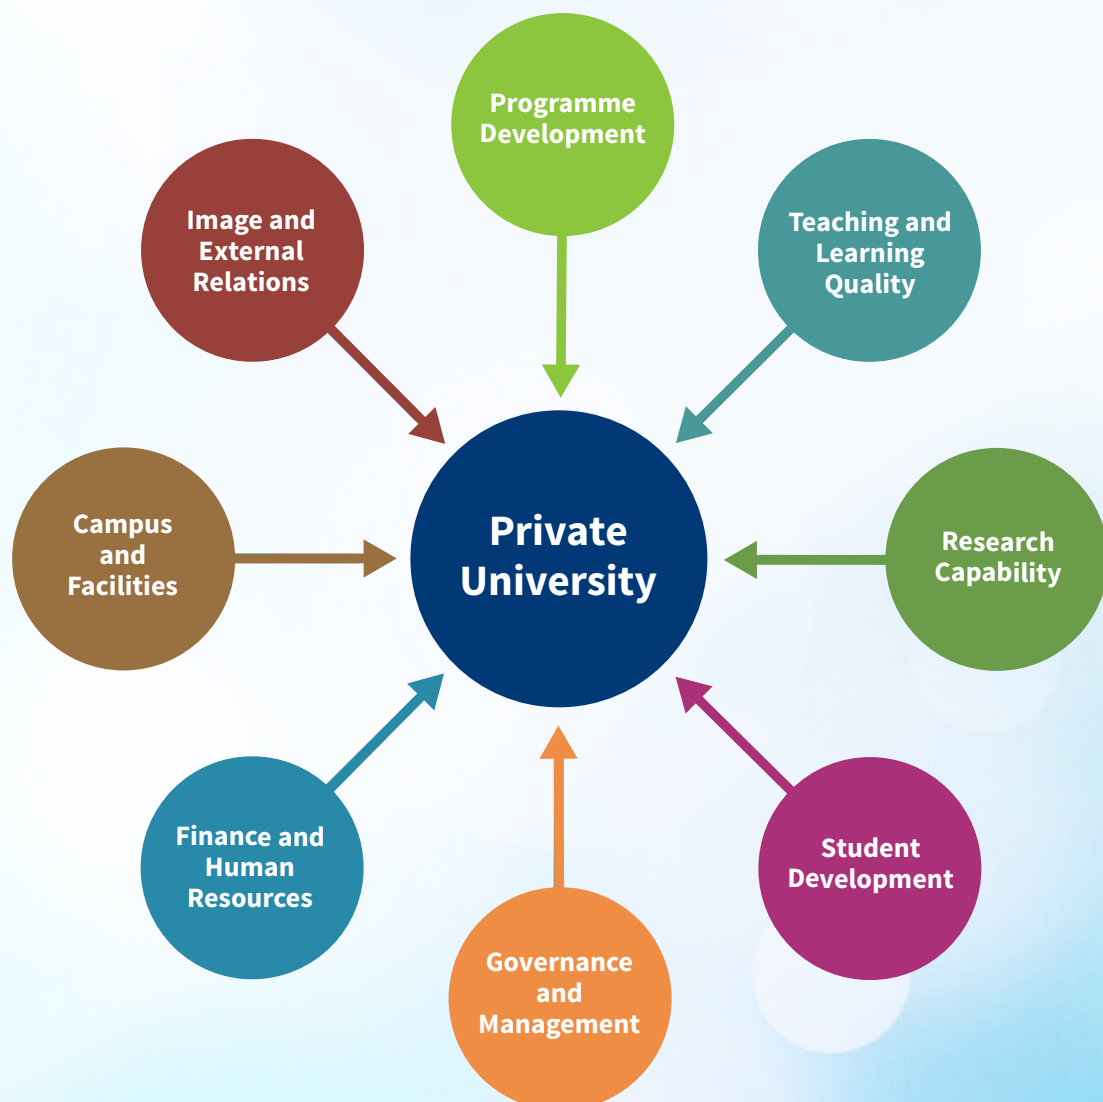 Programme
Development
Image and
External
Relations
Teaching and
Learning
Quality
Campus
and
Facilities
Private
University
Research
Capability
Finance and
Human
Resources
Student
Development
Governance
and
Management